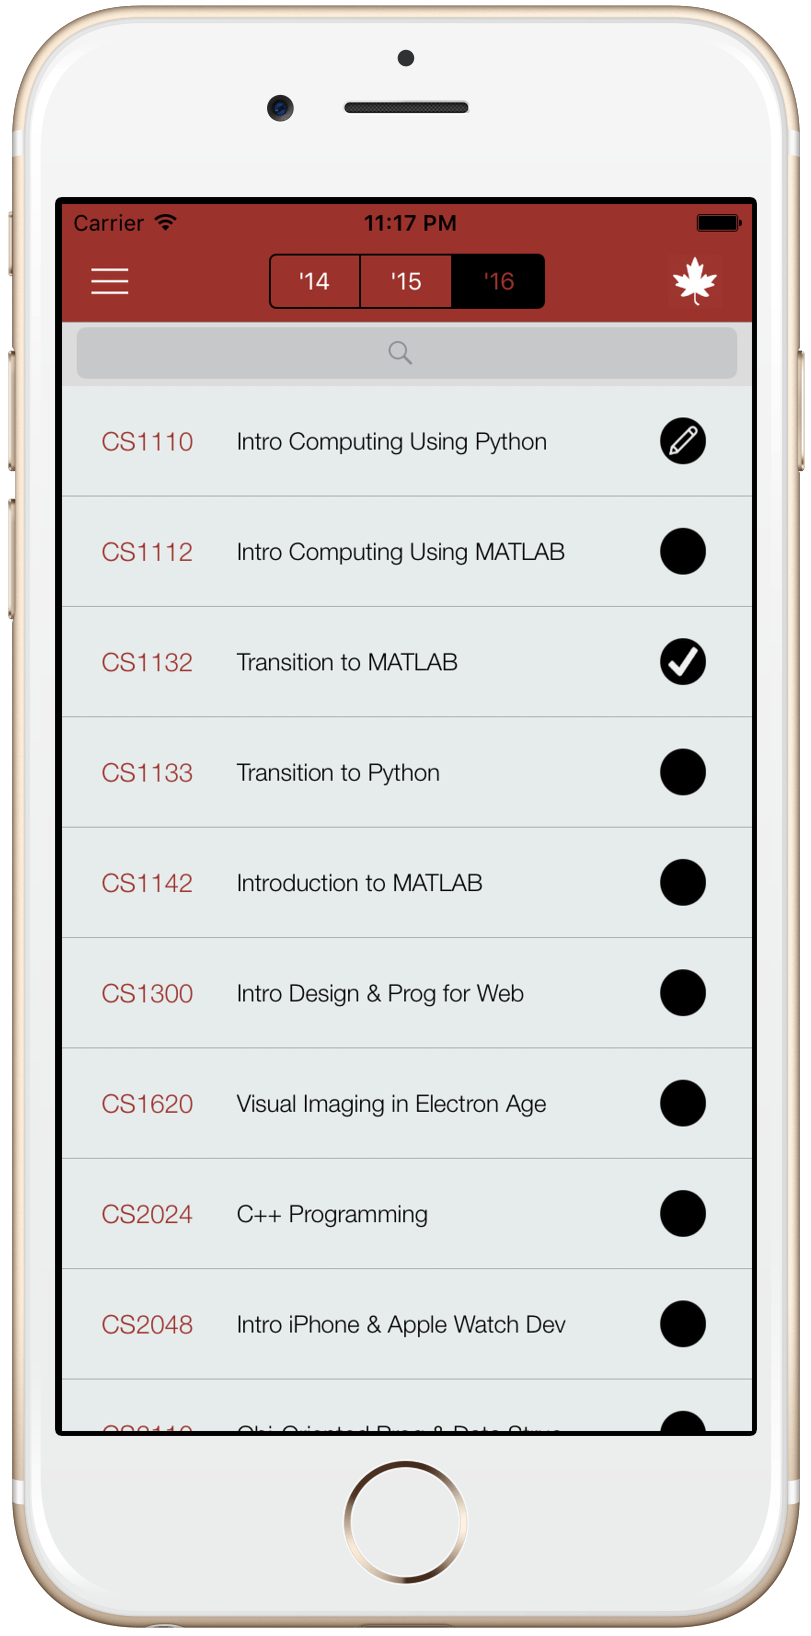 Carrier 11:17 PM
'14 '15 '16
CS1110 Intro Computing Using Python
CS1112 Intro Computing Using MATLAB
CS1132 Transition to MATLAB
CS1133 Transition to Python
CS1142 Introduction to MATLAB
CS1300 Intro Design & Prog for Web
CS1620 Visual Imaging in Electron Age
CS2024 C++ Programming
CS2048 Intro iPhone & Apple Watch Dev